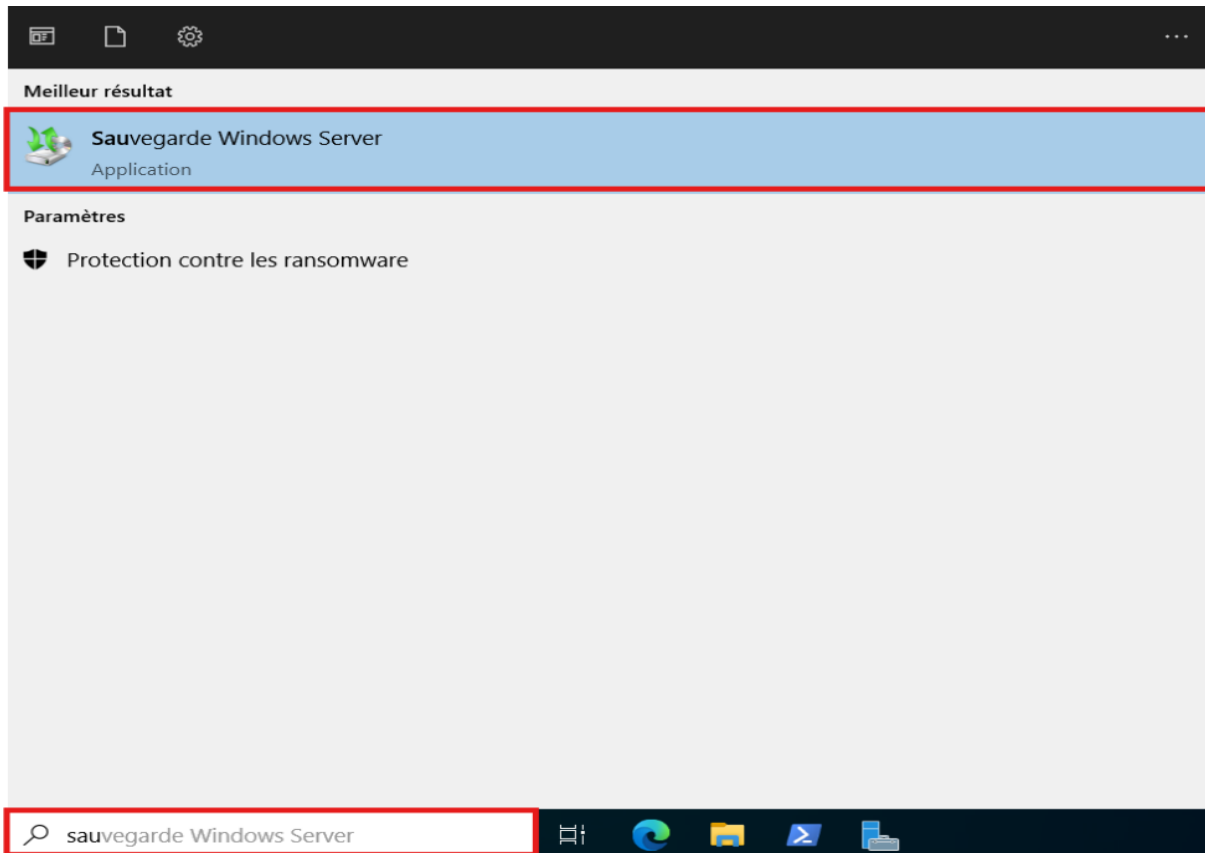 Meilleur résultat
Sauvegarde Windows Server
Application
Paramètres
Protection contre les ransomware
sauvegarde Windows Server